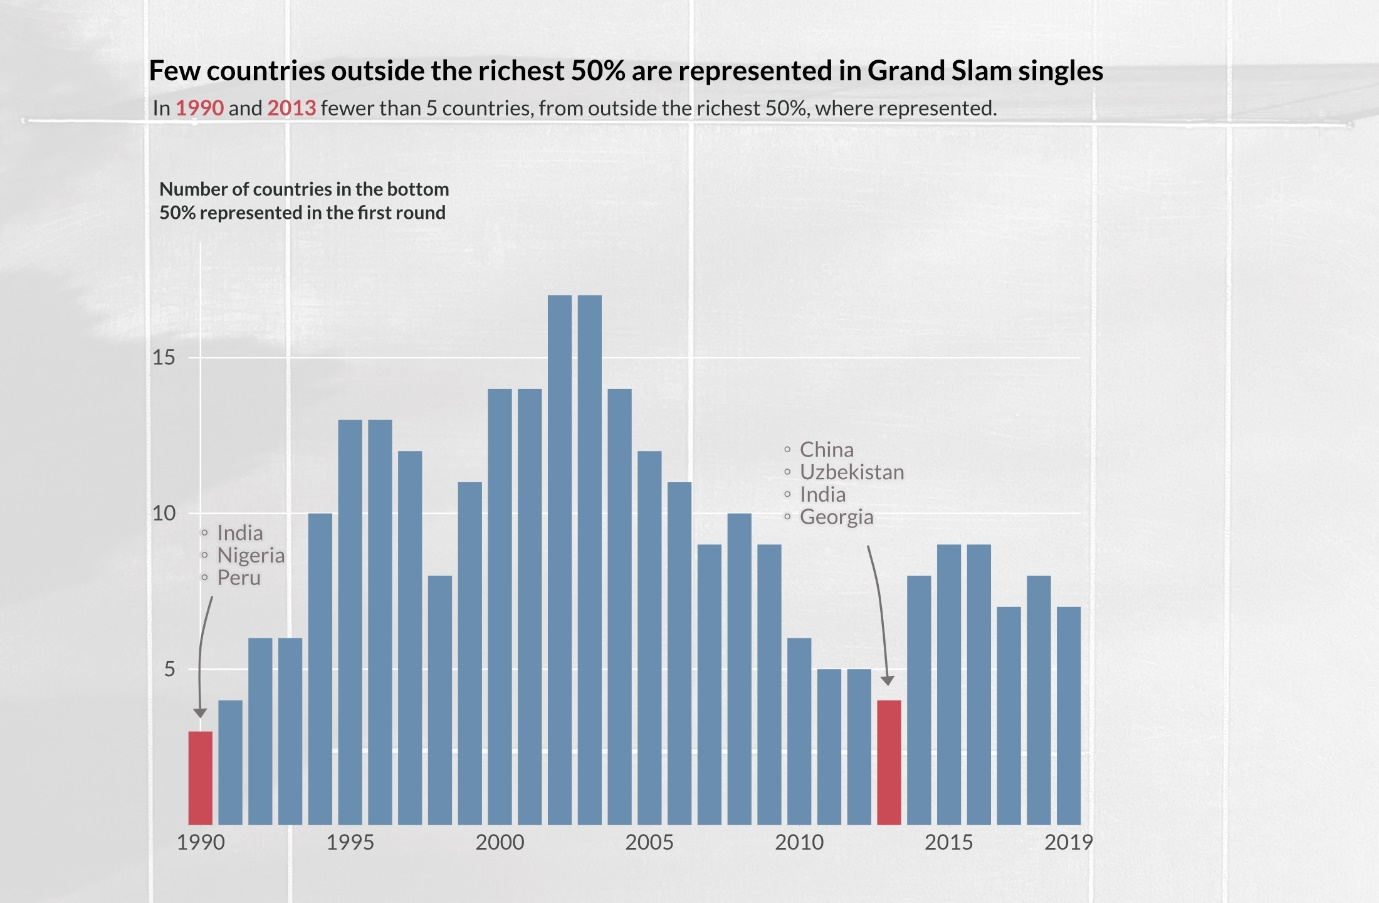 Few countries outside the richest 50% are represented in Grand Slam singles
In 1990 and 2013 fewer than 5 countries, from outside the richest 50%, where represented.
Number of countries in the bottom
50% represented in the first round
15
10
5
India
Nigeria
Peru
China
Uzbekistan
India
Georgia
1990 1995 2000 2005 2010 2015 2019